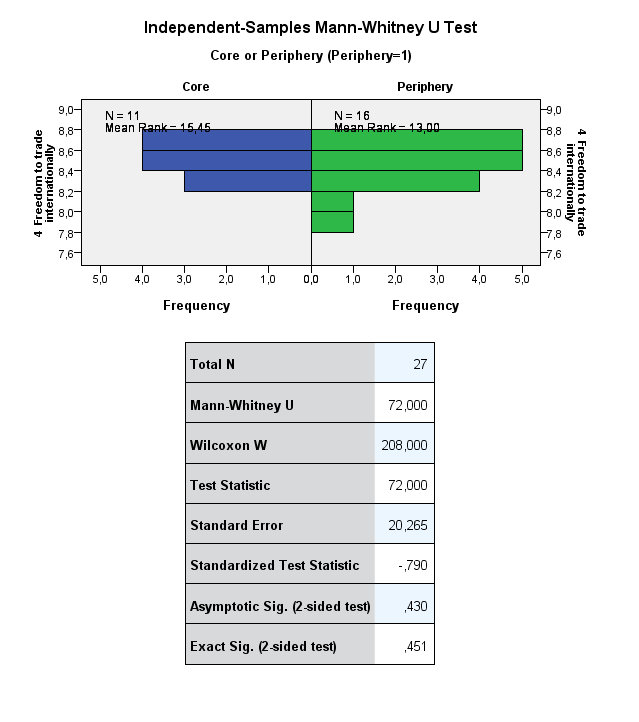 Independent-Samples Mann-Whitney U Test
Core or Periphery (Periphery=1)
Core Periphery
N = 11
Mean Rank = 15,45
N = 16
Mean Rank = 13,00
4 Freedom to trade
internationally
9,0
8,8
8,6
8,4
8,2
8,0
7,8
7,6
9,0
8,8
8,6
8,4
8,2
8,0
7,8
7,6
4 Freedom to trade
internationally
5,0 4,0 3,0 2,0 1,0 0,0 1,0 2,0 3,0 4,0 5,0
Frequency Frequency
Total N 27
Mann-Whitney U 72,000
Wilcoxon W 208,000
Test Statistic 72,000
Standard Error 20,265
Standardized Test Statistic -,790
Asymptotic Sig. (2-sided test) ,430
Exact Sig. (2-sided test) ,451